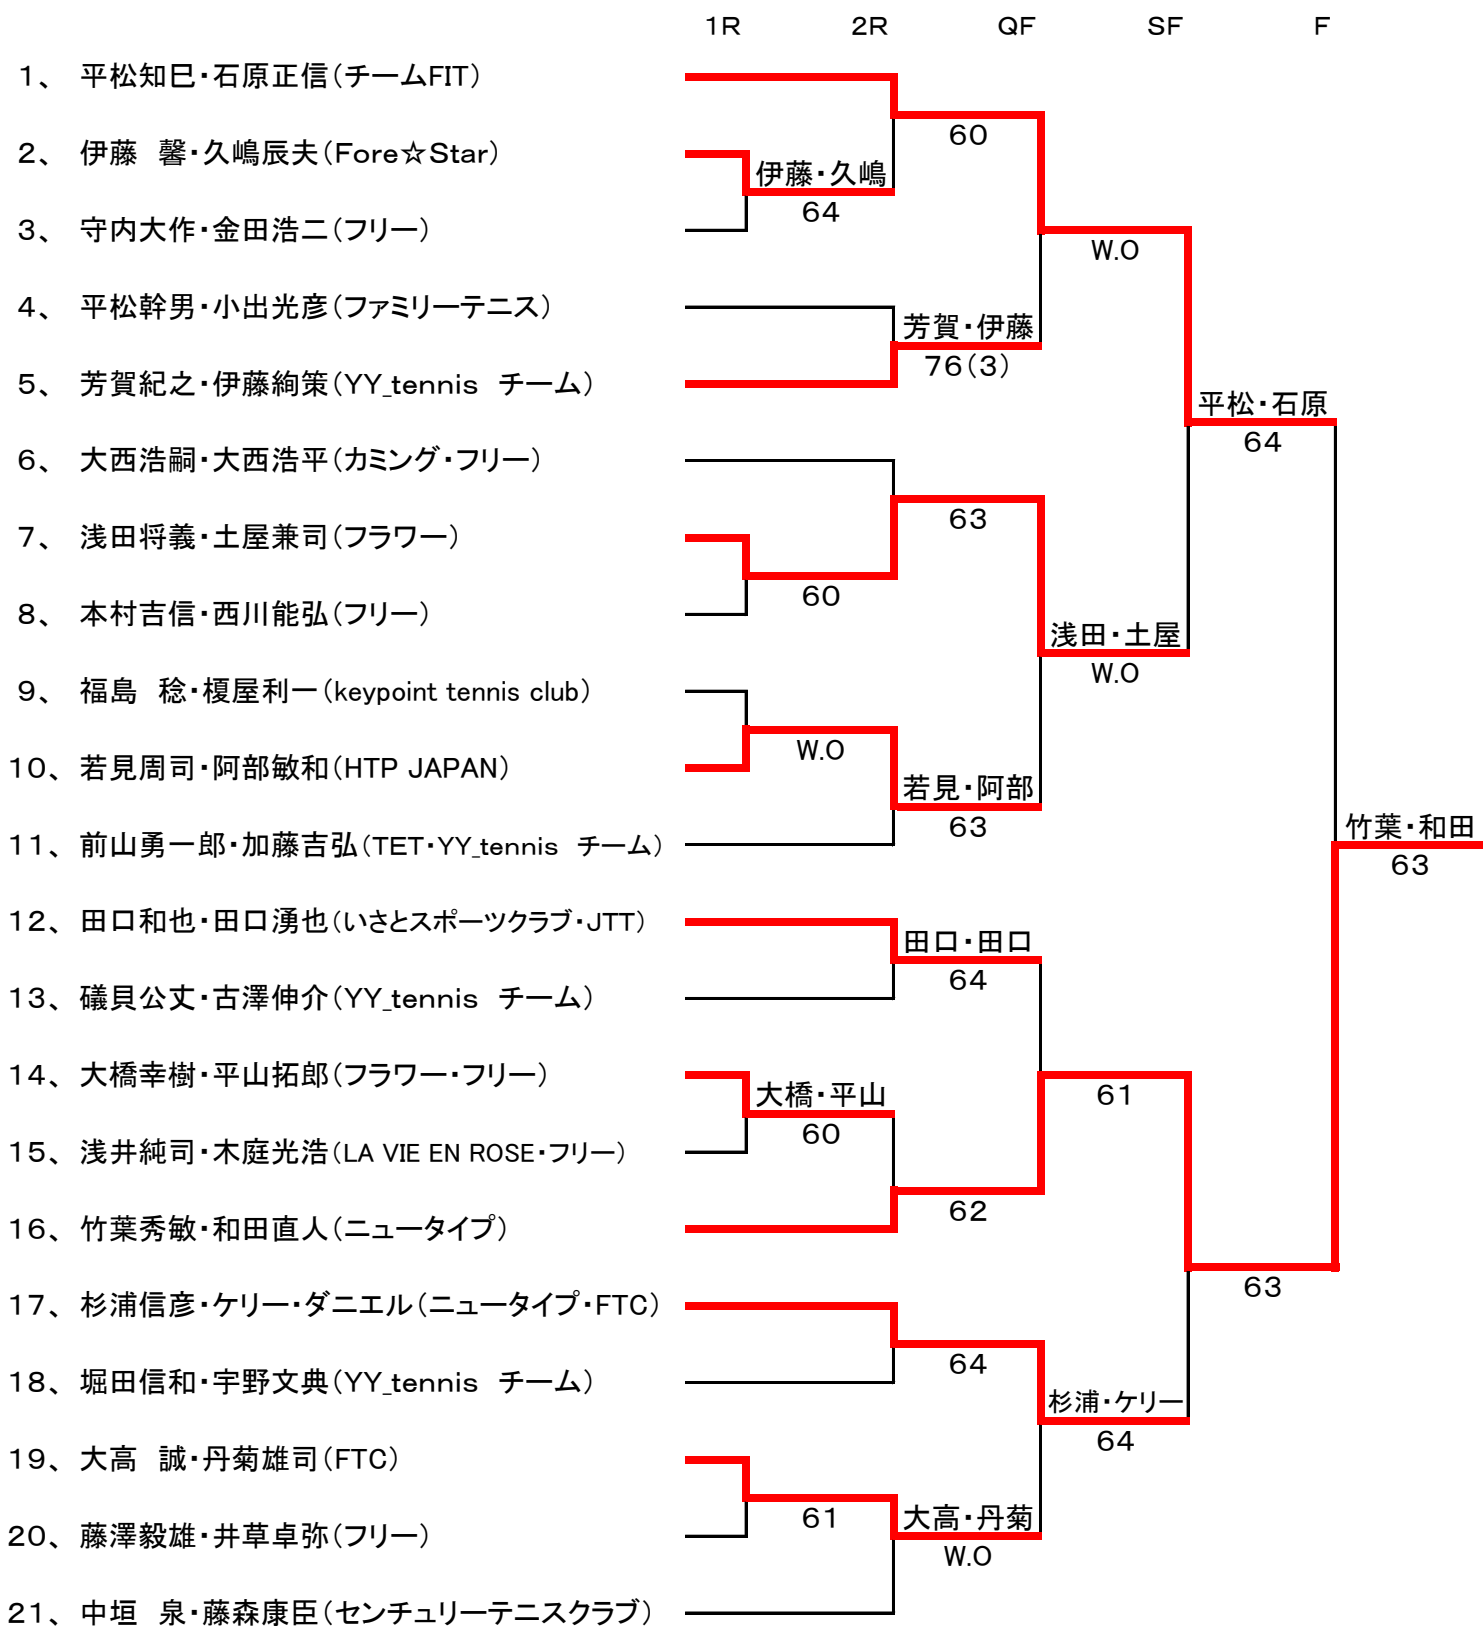 1R 2R QF SF F
1、 平松知巳・石原正信（チームFIT）
60
2、 伊藤　馨・久嶋辰夫（Fore☆Star）
伊藤・久嶋
64
3、 守内大作・金田浩二（フリー）
W.O
4、 平松幹男・小出光彦（ファミリーテニス）
芳賀・伊藤
76（3）
5、 芳賀紀之・伊藤絢策（YY_tennis　チーム）
平松・石原
64
6、 大西浩嗣・大西浩平（カミング・フリー）
63
7、 浅田将義・土屋兼司（フラワー）
60
8、 本村吉信・西川能弘（フリー）
浅田・土屋
W.O
9、 福島　稔・榎屋利一（keypoint tennis club）
W.O
10、 若見周司・阿部敏和（HTP JAPAN）
若見・阿部
63
11、 前山勇一郎・加藤吉弘（TET・YY_tennis　チーム）
竹葉・和田
63
12、 田口和也・田口湧也（いさとスポーツクラブ・JTT）
田口・田口
64
13、 礒貝公丈・古澤伸介（YY_tennis　チーム）
14、 大橋幸樹・平山拓郎（フラワー・フリー）
61
大橋・平山
60
15、 浅井純司・木庭光浩（LA VIE EN ROSE・フリー）
62
16、 竹葉秀敏・和田直人（ニュータイプ）
63
17、 杉浦信彦・ケリー・ダニエル（ニュータイプ・FTC）
64
18、 堀田信和・宇野文典（YY_tennis　チーム）
杉浦・ケリー
64
19、 大高　誠・丹菊雄司（FTC）
61
大高・丹菊
W.O
20、 藤澤毅雄・井草卓弥（フリー）
21、 中垣　泉・藤森康臣（センチュリーテニスクラブ）